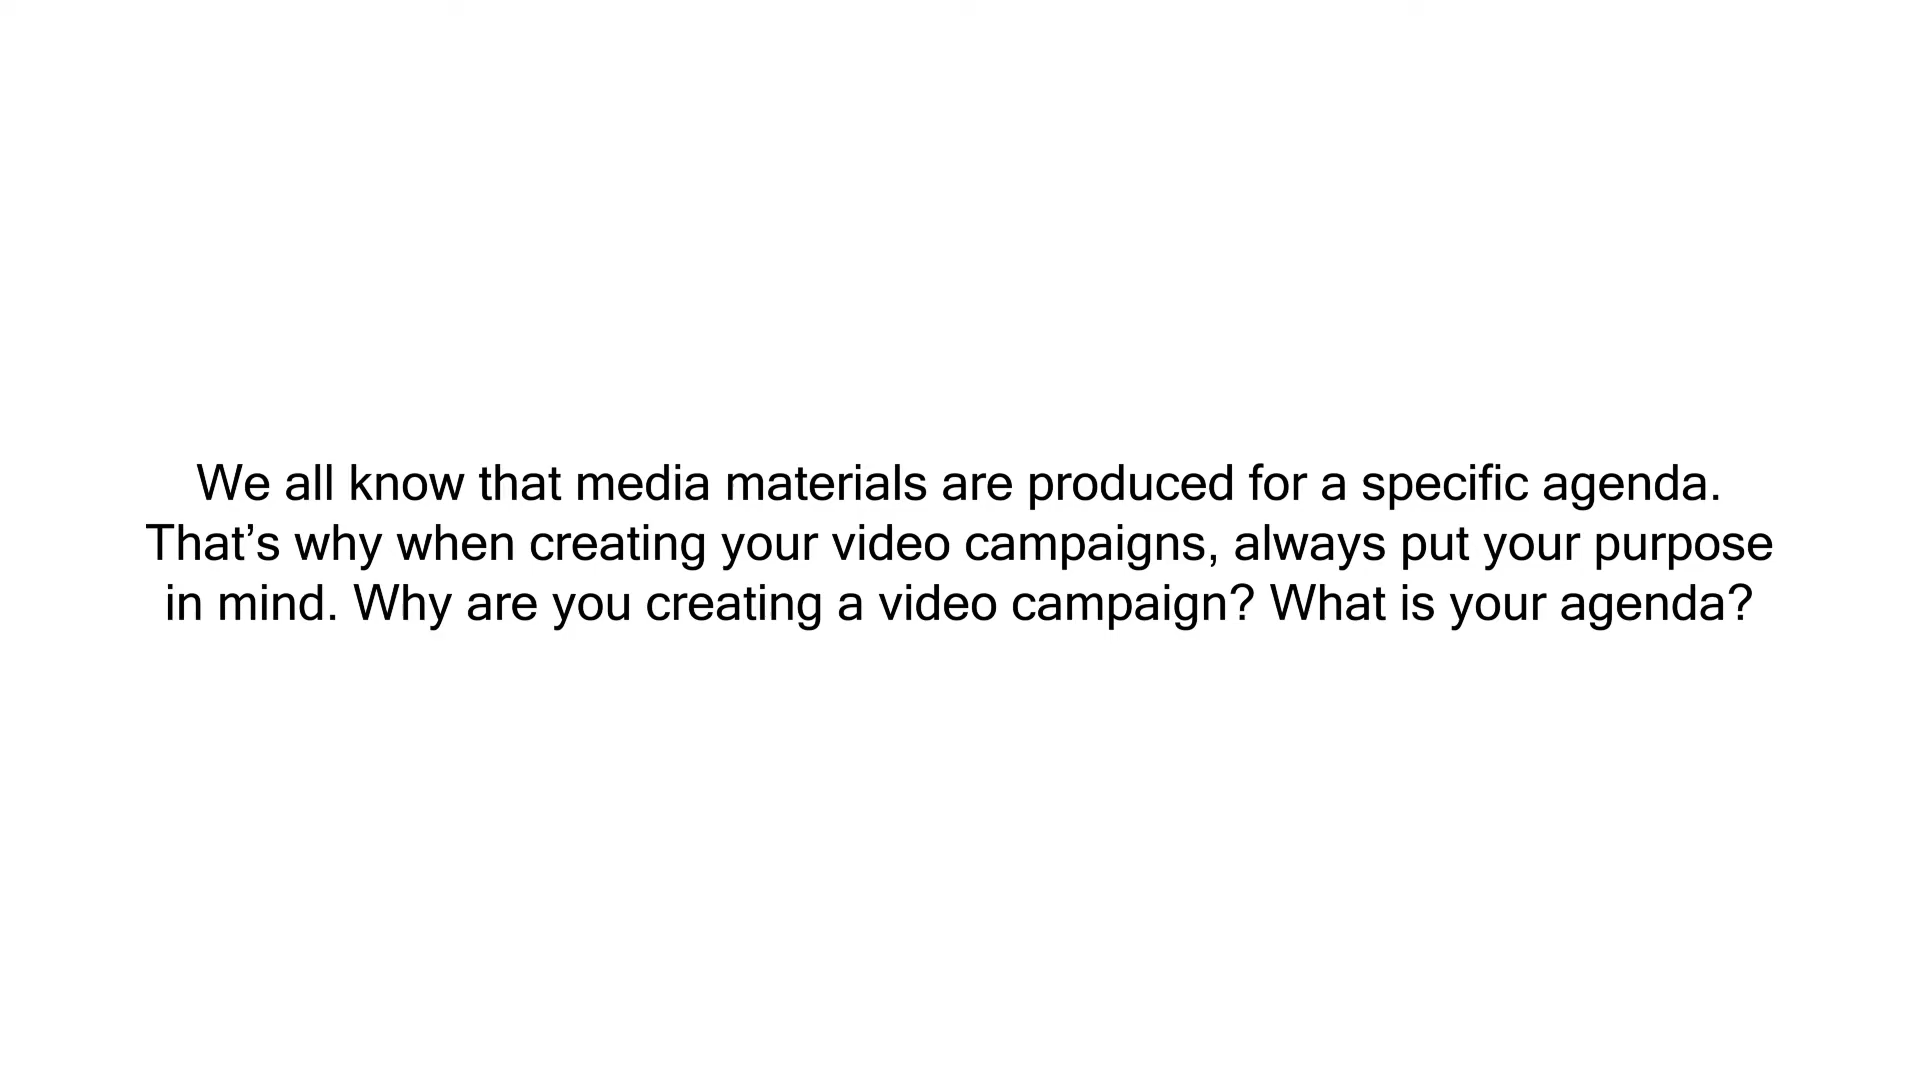 We all know that media materials are produced for a specific agenda.
That’s why when creating your video campaigns, always put your purpose
in mind. Why are you creating a video campaign? What is your agenda?